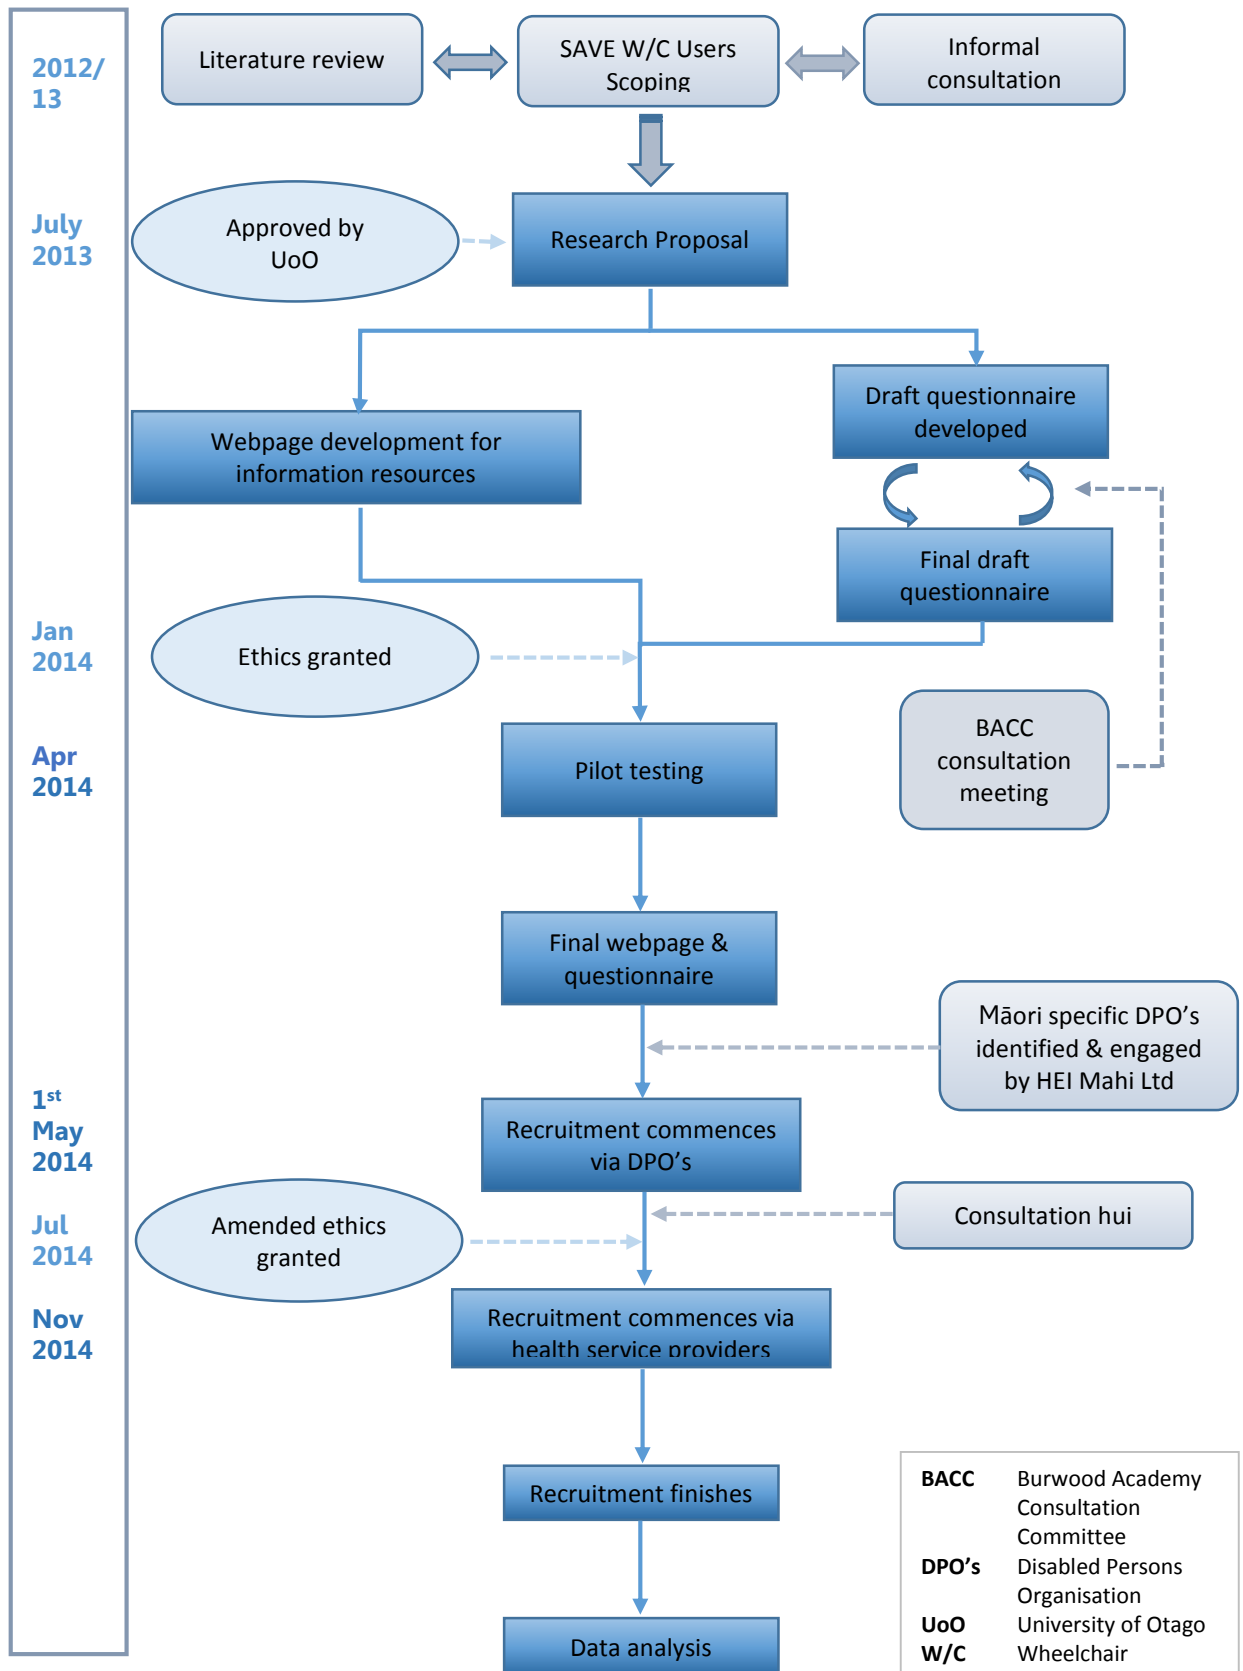 2012/
13
Literature review
SAVE W/C Users
Scoping
Informal
consultation
July
2013
Approved by
UoO
Research Proposal
Webpage development for
information resources
Draft questionnaire
developed
Final draft
questionnaire
Jan
2014
Ethics granted
Apr
2014
Pilot testing
BACC
consultation
meeting
Final webpage &
questionnaire
Māori specific DPO’s
identified & engaged
by HEI Mahi Ltd
1st
May
2014
Recruitment commences
via DPO’s
Jul
2014
Amended ethics
granted
Consultation hui
Nov
2014
Recruitment commences via
health service providers
Recruitment finishes
Data analysis
BACC Burwood Academy
Consultation
Committee
DPO’s Disabled Persons
Organisation
UoO University of Otago
W/C Wheelchair